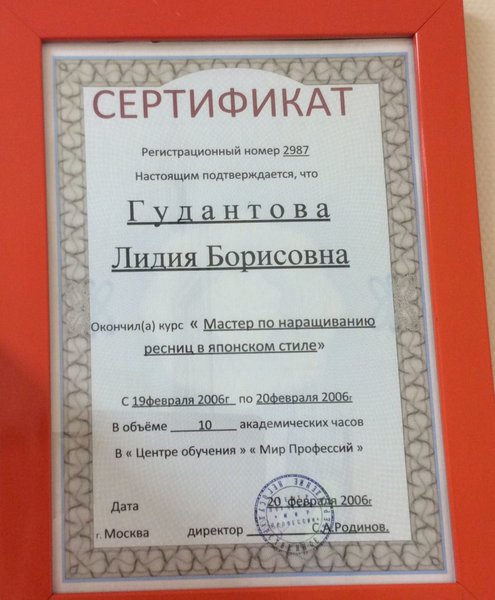 СЕРТИФИКАТ
Регистрационный номер 2987
Настоящим подтверждается, что
Гудантова
Лидия Борисовна
Окончил(а) курс « Мастер по наращиванию
ресниц в японском стиле»
С 19февраля 2006г по 20февраля 2006г
В объёме 10 академических часов
В « Центре обучения » « Мир Профессий »
Дата 20 февраля 2006г
г. Москва директор С.А.Родинов.